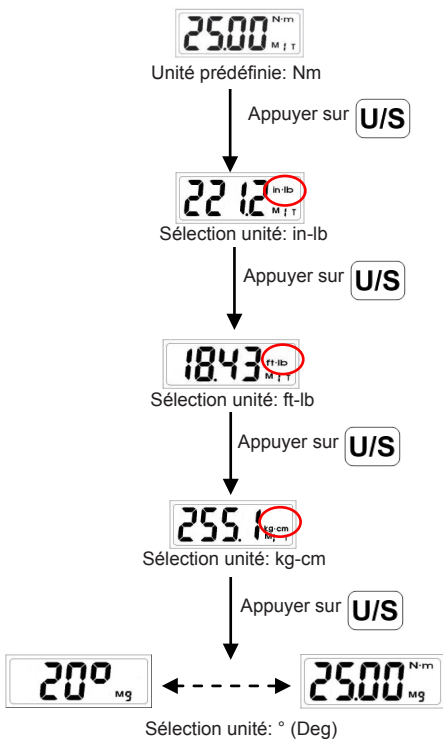 25.00 N·m
M I T
Unité prédéfinie: Nm
Appuyer sur U/S
221.2 in·lb
M I T
Sélection unité: in-lb
Appuyer sur U/S
18.43 ft·lb
M I T
Sélection unité: ft-lb
Appuyer sur U/S
255.1 kg·cm
M I T
Sélection unité: kg-cm
Appuyer sur U/S
20° Mg
25.00 N·m
Mg
Sélection unité: ° (Deg)